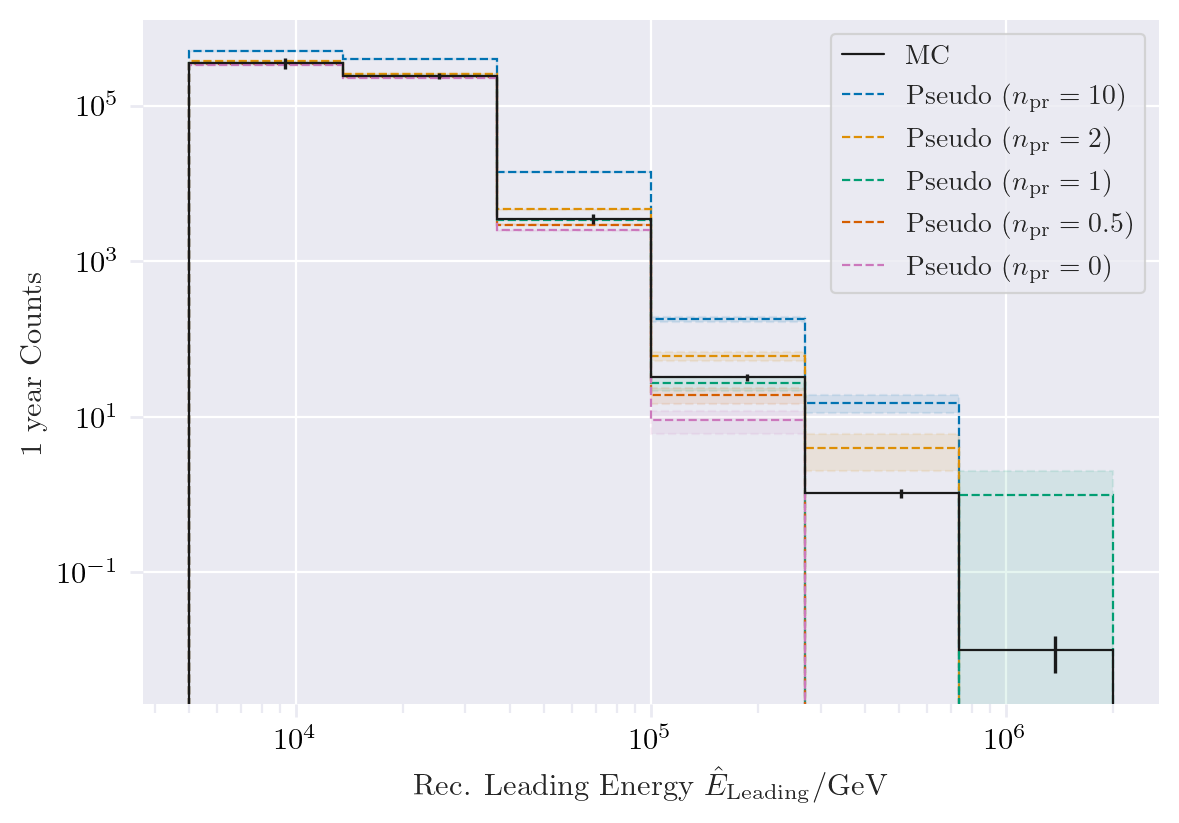 MC
Pseudo (n_pr = 10)
Pseudo (n_pr = 2)
Pseudo (n_pr = 1)
Pseudo (n_pr = 0.5)
Pseudo (n_pr = 0)
10^5
10^3
10^1
10^−1
1 year Counts
10^4 10^5 10^6
Rec. Leading Energy Ê_Leading/GeV